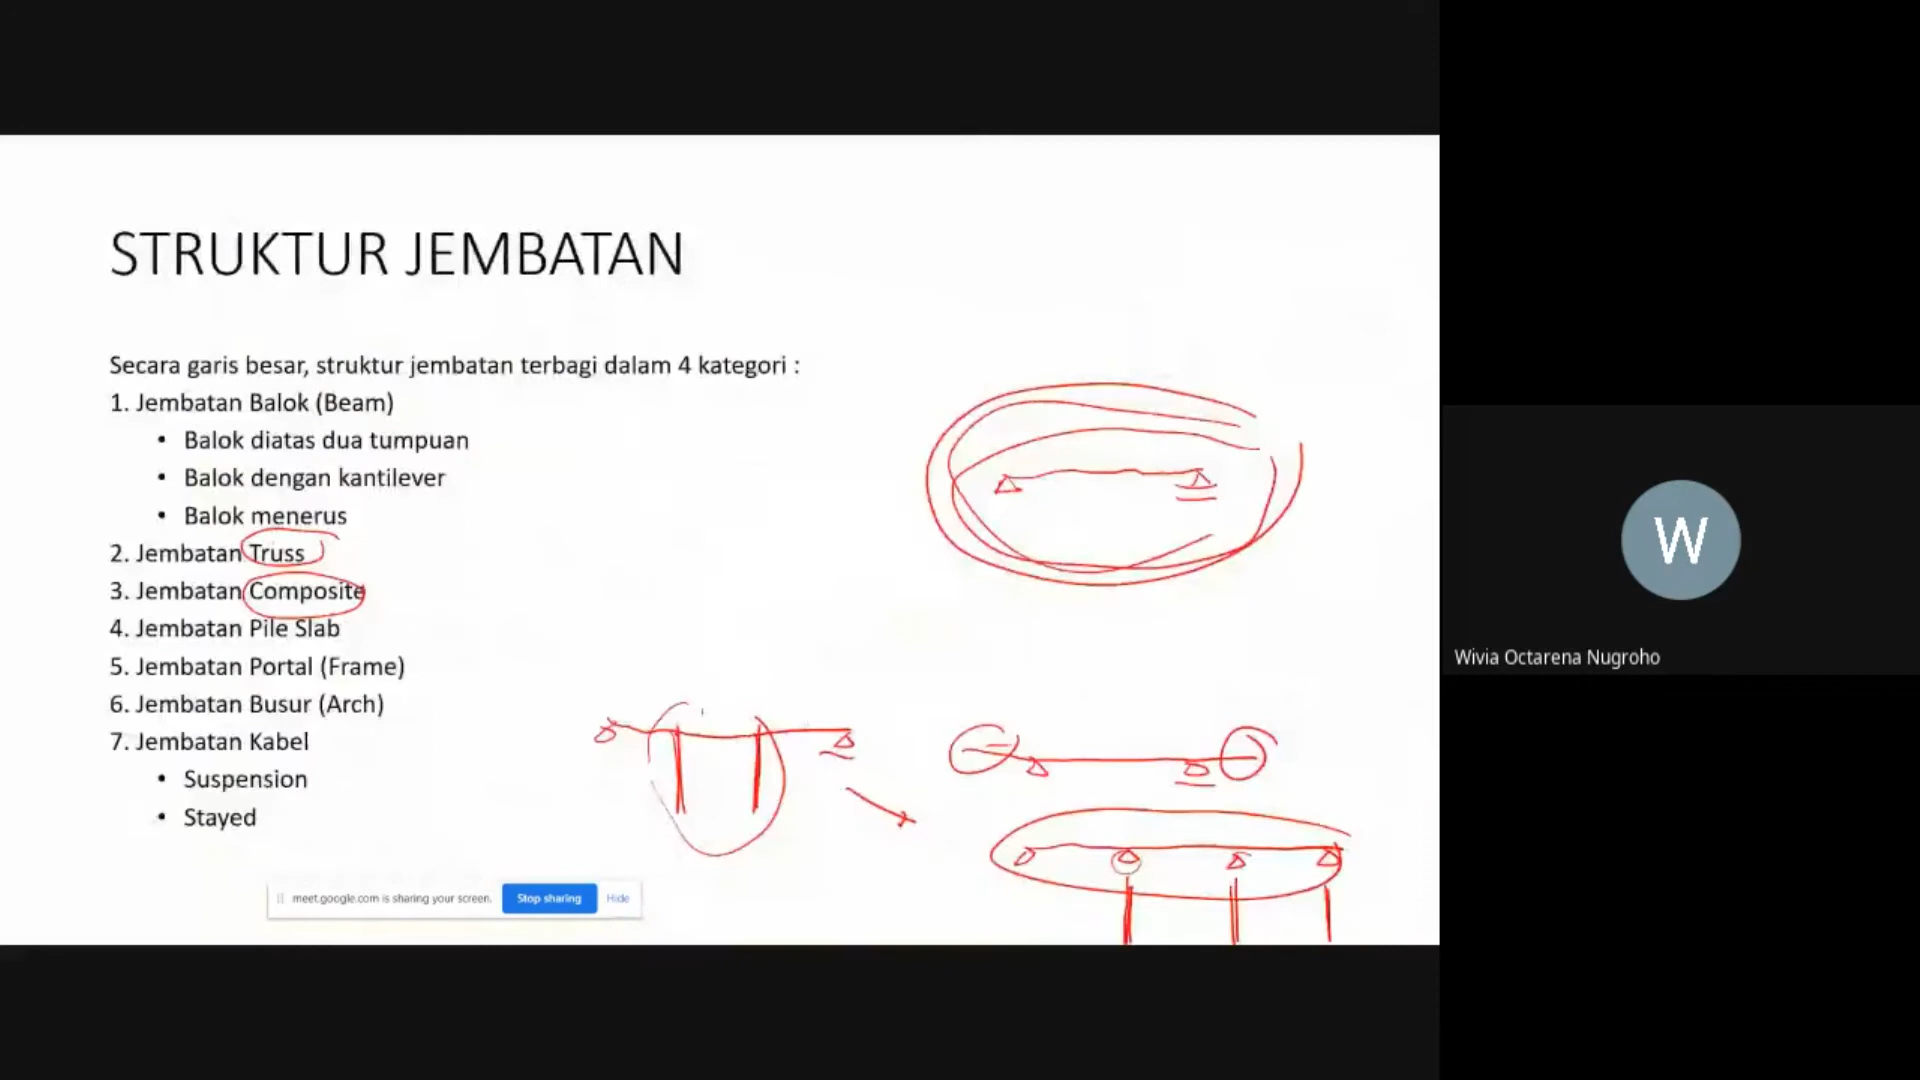 STRUKTUR JEMBATAN
Secara garis besar, struktur jembatan terbagi dalam 4 kategori :
1. Jembatan Balok (Beam)
• Balok diatas dua tumpuan
• Balok dengan kantilever
• Balok menerus
2. Jembatan Truss
3. Jembatan Composite
4. Jembatan Pile Slab
5. Jembatan Portal (Frame)
6. Jembatan Busur (Arch)
7. Jembatan Kabel
• Suspension
• Stayed
meet.google.com is sharing your screen. Stop sharing Hide
W
Wivia Octarena Nugroho